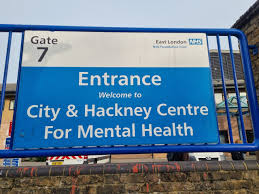 Gate
7
East London NHS
NHS Foundation Trust
Entrance
Welcome to
City & Hackney Centre
For Mental Health